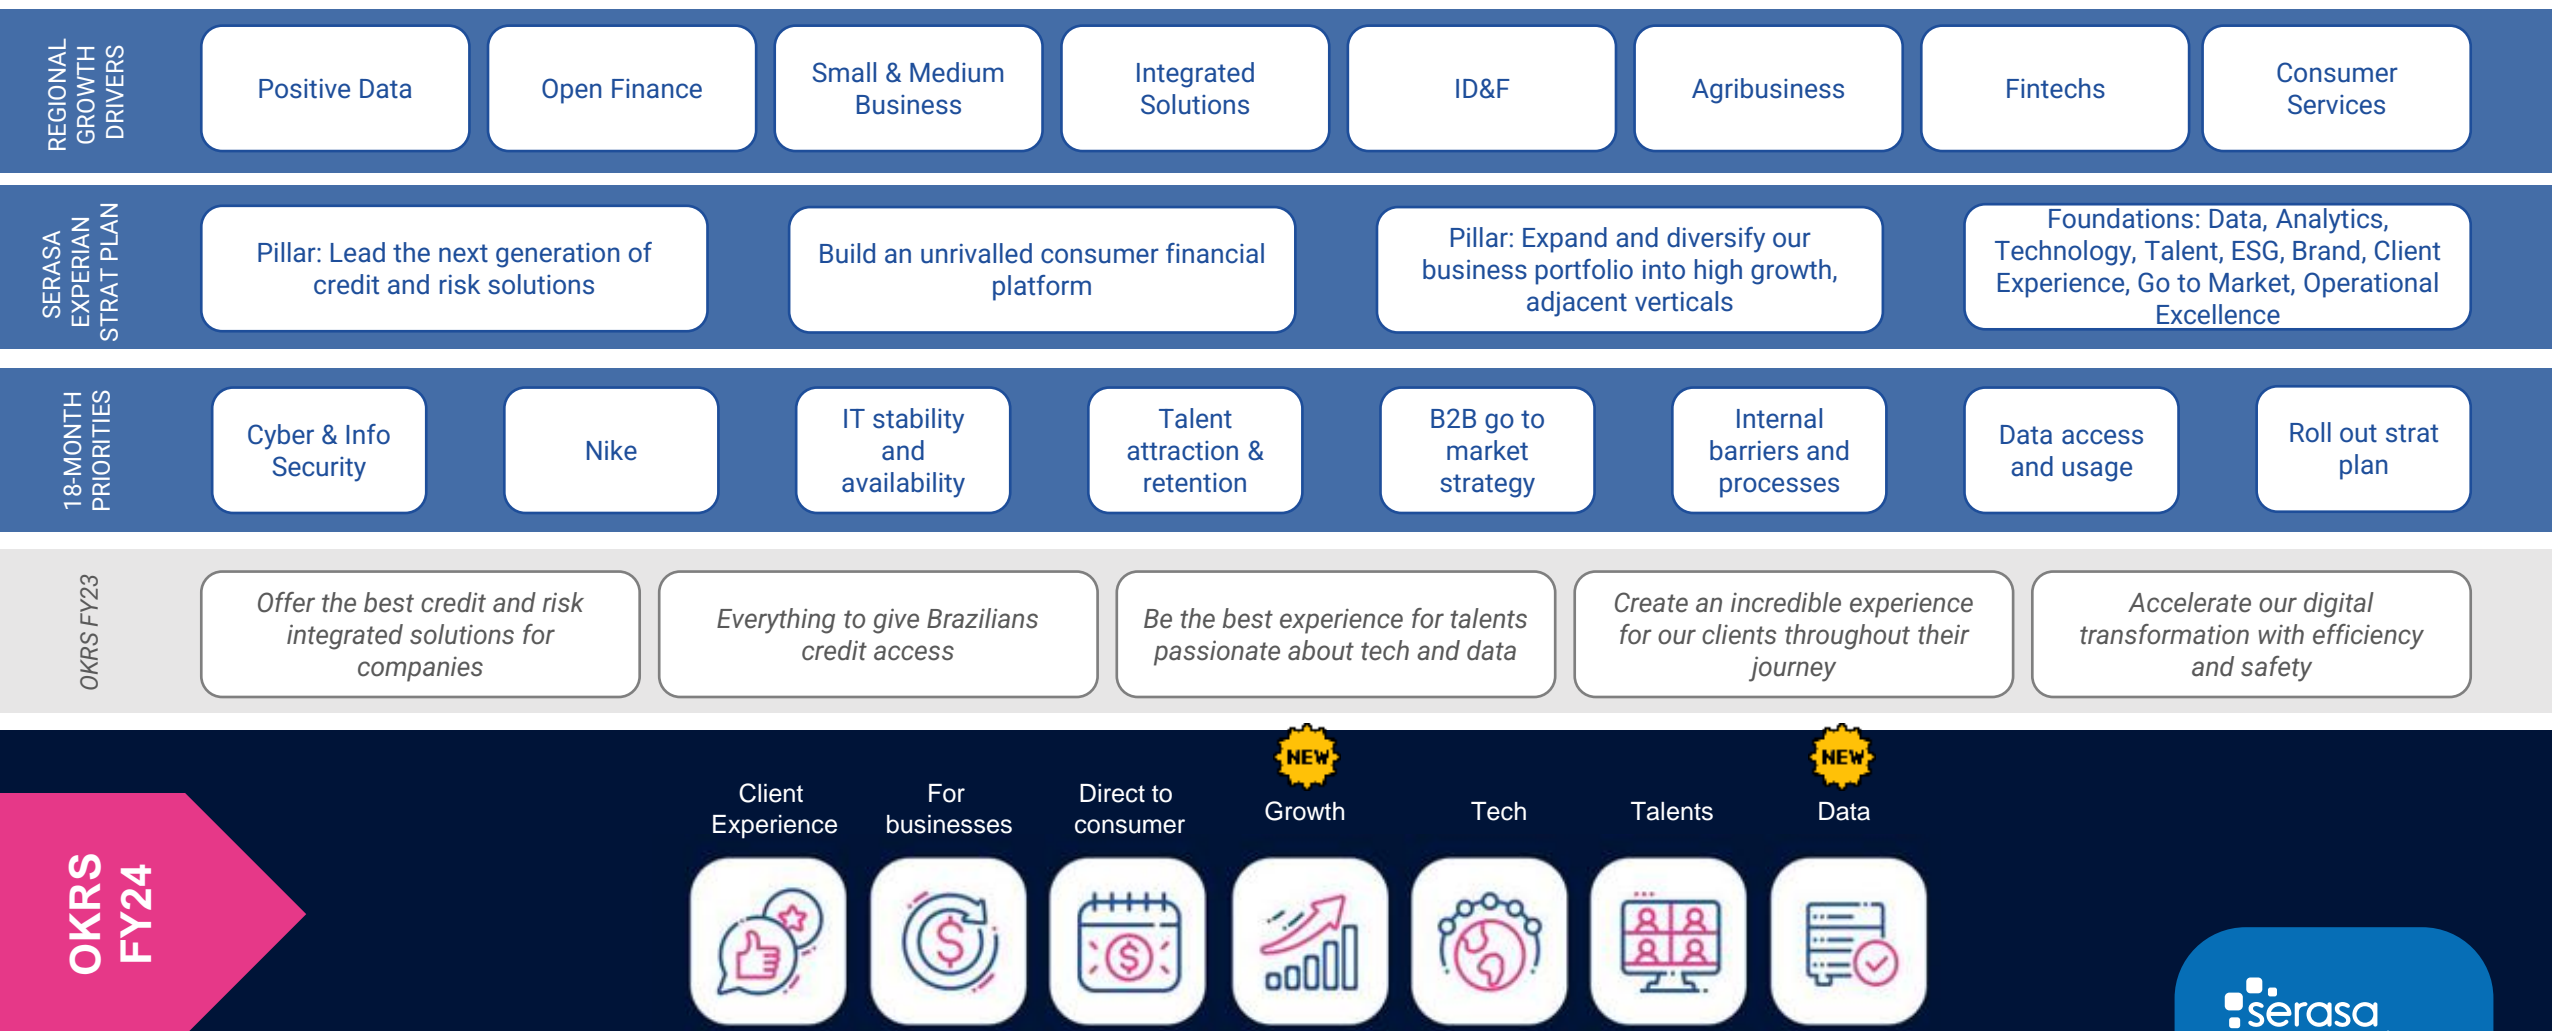 REGIONAL
GROWTH
DRIVERS
Positive Data
Open Finance
Small & Medium
Business
Integrated
Solutions
ID&F
Agribusiness
Fintechs
Consumer
Services
SERASA
EXPERIAN
STRAT PLAN
Pillar: Lead the next generation of
credit and risk solutions
Build an unrivalled consumer financial
platform
Pillar: Expand and diversify our
business portfolio into high growth,
adjacent verticals
Foundations: Data, Analytics,
Technology, Talent, ESG, Brand, Client
Experience, Go to Market, Operational
Excellence
18-MONTH
PRIORITIES
Cyber & Info
Security
Nike
IT stability
and
availability
Talent
attraction &
retention
B2B go to
market
strategy
Internal
barriers and
processes
Data access
and usage
Roll out strat
plan
OKRS FY23
Offer the best credit and risk
integrated solutions for
companies
Everything to give Brazilians
credit access
Be the best experience for talents
passionate about tech and data
Create an incredible experience
for our clients throughout their
journey
Accelerate our digital
transformation with efficiency
and safety
OKRS
FY24
Client
Experience
For
businesses
Direct to
consumer
NEW
Growth
Tech
Talents
NEW
Data
serasa